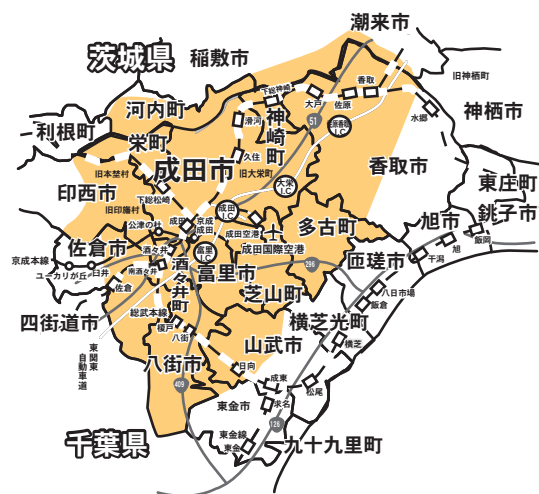 潮来市
茨城県
稲敷市
旧神栖町
河内町
下総神崎
香取
大戸
佐原
神栖市
利根町
滑河
神崎町
51
佐原香取
I.C
水郷
栄町
成田市
久住
旧大栄町
香取市
旧本埜村
大栄
I.C
東庄町
印西市
下総松崎
旧印旛村
成田
I.C
多古町
旭市
銚子市
公津の杜
成田
京成
成田
成田空港
飯岡
佐倉市
酒々井
富里
I.C
成田国際空港
匝瑳市
旭
干潟
京成本線
ユーカリが丘
臼井
南酒々井
酒々井町
富里市
296
佐倉
芝山町
八日市場
飯倉
四街道市
総武本線
榎戸
横芝光町
八街
山武市
横芝
東関東
自動車道
八街市
日向
409
成東
松尾
東金市
求名
126
千葉県
東金線
東金
九十九里町